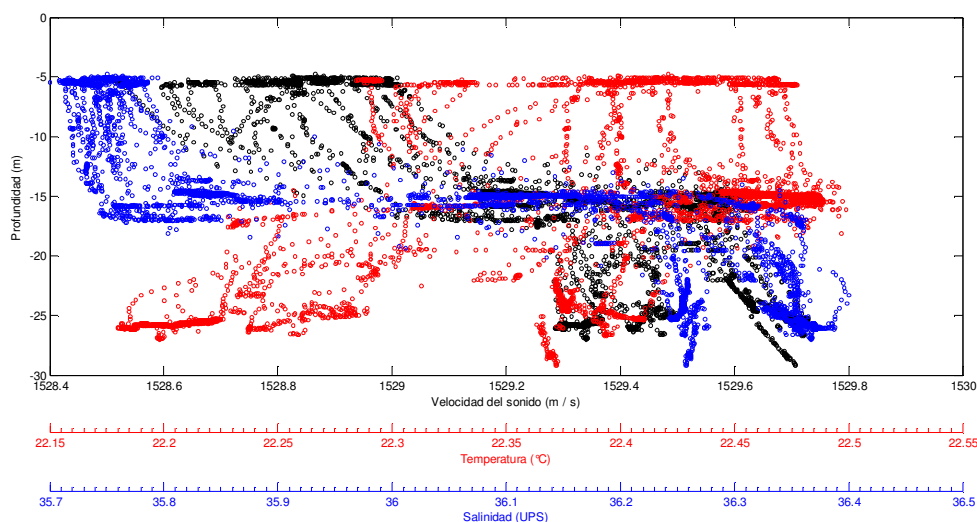 0
-5
-10
-15
-20
-25
-30
Profundidad (m)
1528.4 1528.6 1528.8 1529 1529.2 1529.4 1529.6 1529.8 1530
Velocidad del sonido (m / s)
22.15 22.2 22.25 22.3 22.35 22.4 22.45 22.5 22.55
Temperatura (°C)
35.7 35.8 35.9 36 36.1 36.2 36.3 36.4 36.5
Salinidad (UPS)